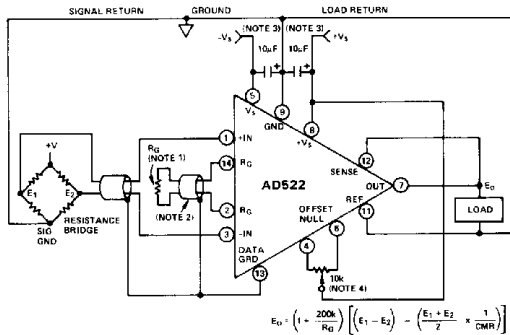 SIGNAL RETURN GROUND LOAD RETURN
(NOTE 3) (NOTE 3)
-Vs +Vs
10µF 10µF
+ +
5 9 8
Vs GND +Vs
+V
E1 E2
SIG
GND
RESISTANCE
BRIDGE
RG
(NOTE 1)
(NOTE 2)
1 +IN
14 RG
2 RG
3 -IN
DATA
GRD
13
AD522
SENSE 12
OUT 7 E0
REF 11
LOAD
OFFSET
NULL
4 6
10k
(NOTE 4)
E0 = (1 + 200k/RG) [(E1 − E2) − (E1 + E2/2 x 1/CMR)]